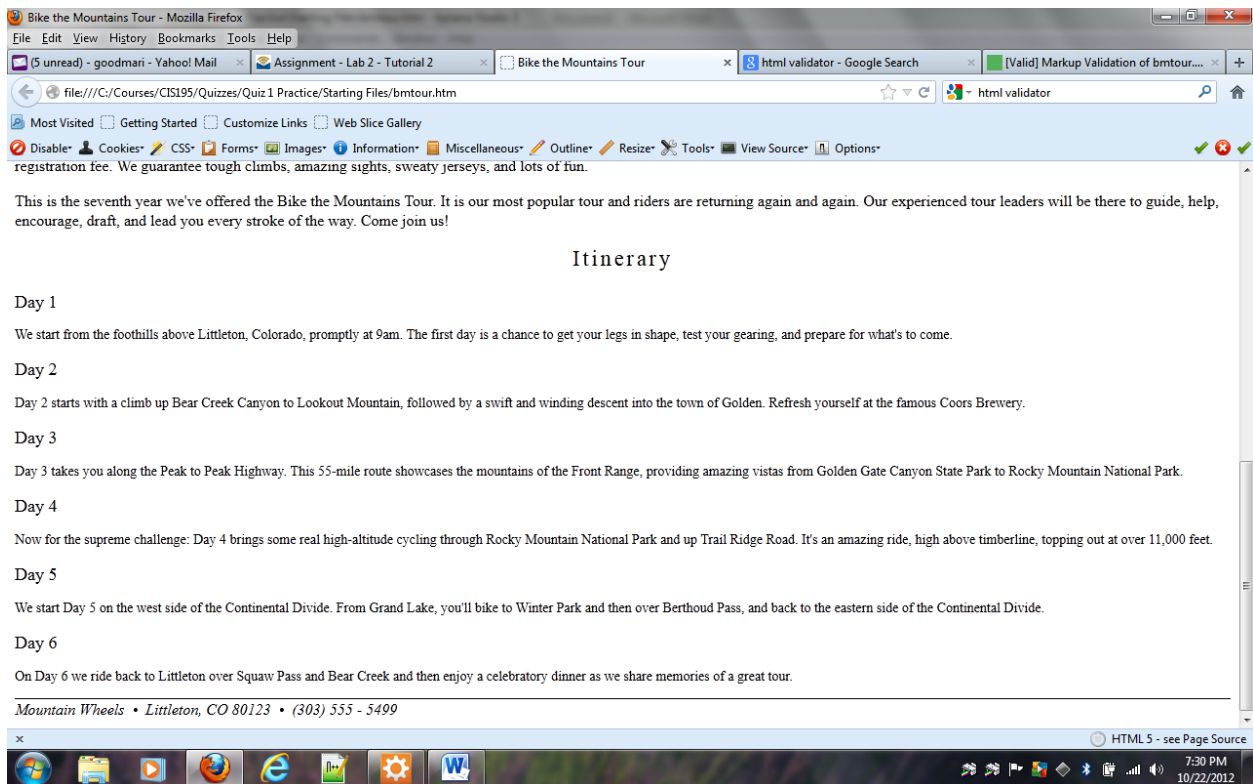 Bike the Mountains Tour - Mozilla Firefox
File Edit View History Bookmarks Tools Help
(5 unread) - goodmari - Yahoo! Mail × Assignment - Lab 2 - Tutorial 2 × Bike the Mountains Tour × html validator - Google Search × [Valid] Markup Validation of bmtour.... × +
file:///C:/Courses/CIS195/Quizzes/Quiz 1 Practice/Starting Files/bmtour.htm html validator
Most Visited Getting Started Customize Links Web Slice Gallery
Disable Cookies CSS Forms Images Information Miscellaneous Outline Resize Tools View Source Options
registration fee. We guarantee tough climbs, amazing sights, sweaty jerseys, and lots of fun.
This is the seventh year we've offered the Bike the Mountains Tour. It is our most popular tour and riders are returning again and again. Our experienced tour leaders will be there to guide, help,
encourage, draft, and lead you every stroke of the way. Come join us!
Itinerary
Day 1
We start from the foothills above Littleton, Colorado, promptly at 9am. The first day is a chance to get your legs in shape, test your gearing, and prepare for what's to come.
Day 2
Day 2 starts with a climb up Bear Creek Canyon to Lookout Mountain, followed by a swift and winding descent into the town of Golden. Refresh yourself at the famous Coors Brewery.
Day 3
Day 3 takes you along the Peak to Peak Highway. This 55-mile route showcases the mountains of the Front Range, providing amazing vistas from Golden Gate Canyon State Park to Rocky Mountain National Park.
Day 4
Now for the supreme challenge: Day 4 brings some real high-altitude cycling through Rocky Mountain National Park and up Trail Ridge Road. It's an amazing ride, high above timberline, topping out at over 11,000 feet.
Day 5
We start Day 5 on the west side of the Continental Divide. From Grand Lake, you'll bike to Winter Park and then over Berthoud Pass, and back to the eastern side of the Continental Divide.
Day 6
On Day 6 we ride back to Littleton over Squaw Pass and Bear Creek and then enjoy a celebratory dinner as we share memories of a great tour.
Mountain Wheels • Littleton, CO 80123 • (303) 555 - 5499
× HTML 5 - see Page Source
7:30 PM
10/22/2012